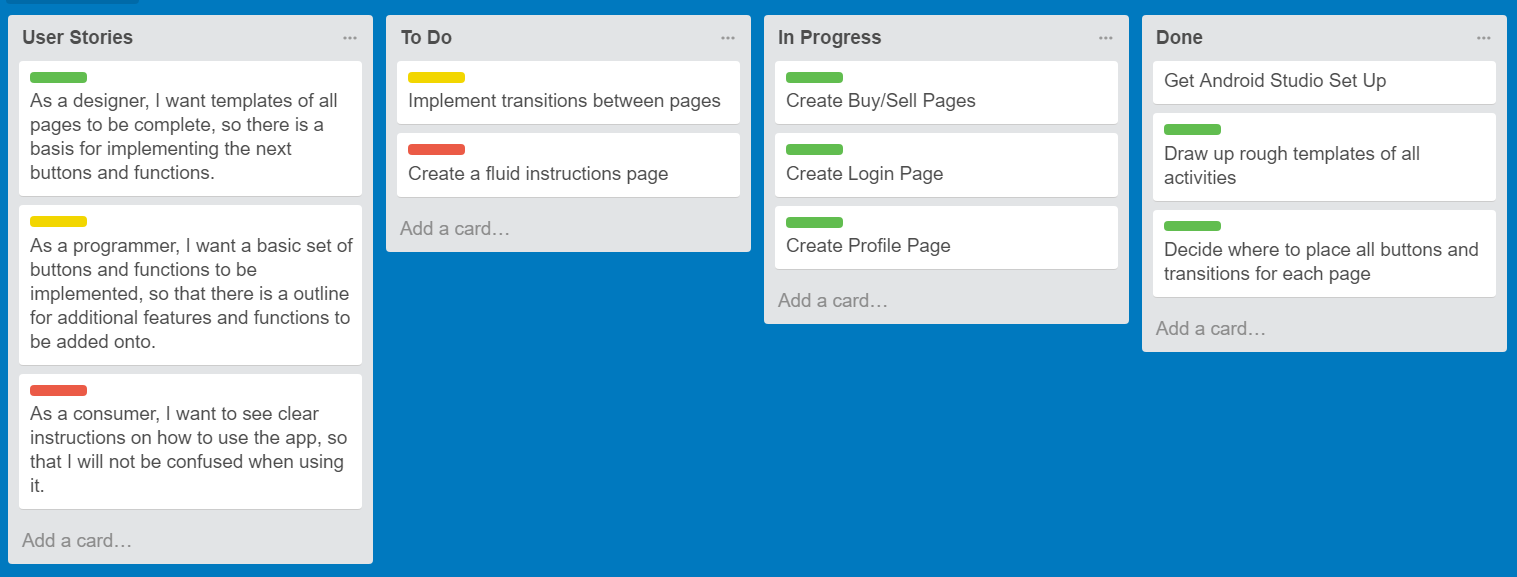 User Stories
As a designer, I want templates of all
pages to be complete, so there is a
basis for implementing the next
buttons and functions.
As a programmer, I want a basic set of
buttons and functions to be
implemented, so that there is a outline
for additional features and functions to
be added onto.
As a consumer, I want to see clear
instructions on how to use the app, so
that I will not be confused when using
it.
Add a card…
To Do
Implement transitions between pages
Create a fluid instructions page
Add a card…
In Progress
Create Buy/Sell Pages
Create Login Page
Create Profile Page
Add a card…
Done
Get Android Studio Set Up
Draw up rough templates of all
activities
Decide where to place all buttons and
transitions for each page
Add a card…